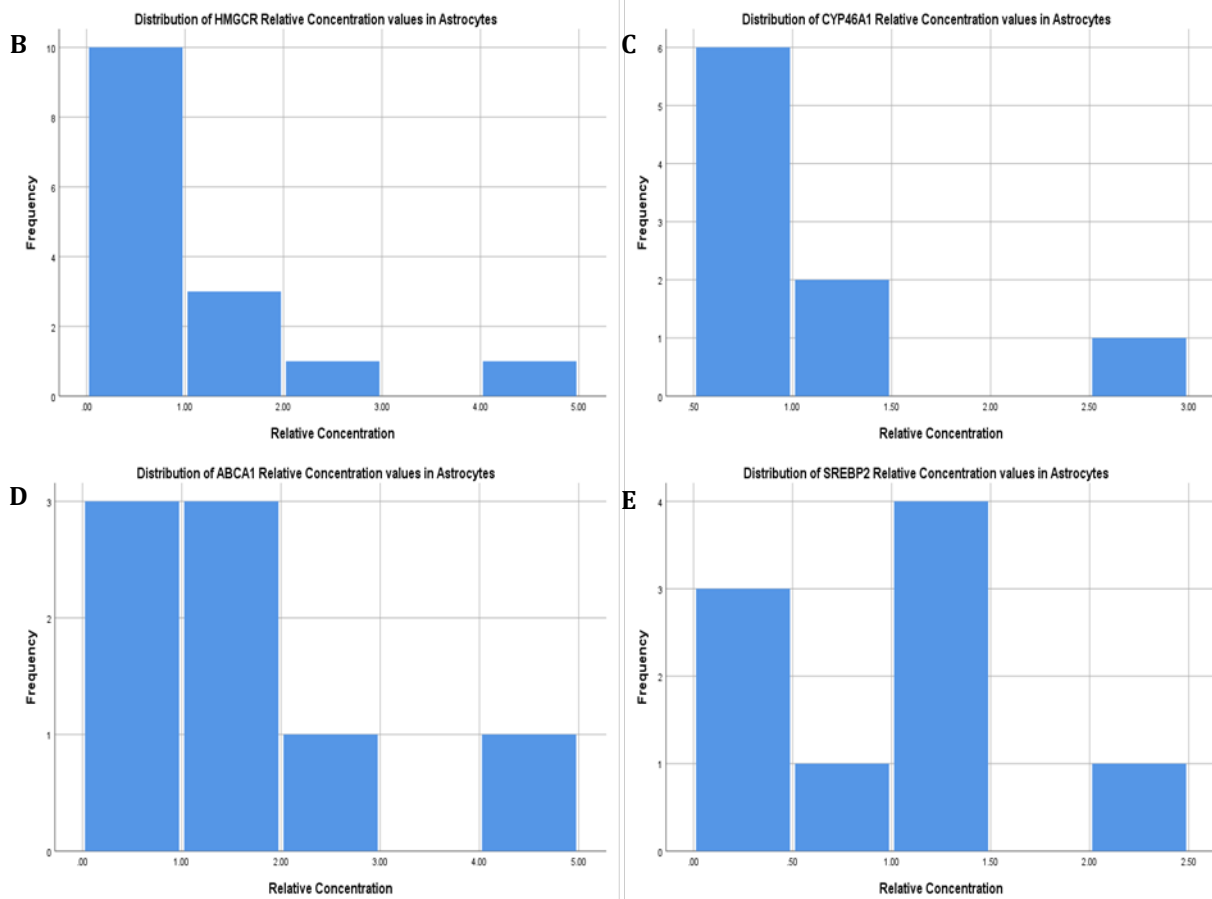 B
Distribution of HMGCR Relative Concentration values in Astrocytes
Frequency
10
8
6
4
2
0
.00 1.00 2.00 3.00 4.00 5.00
Relative Concentration
C
Distribution of CYP46A1 Relative Concentration values in Astrocytes
Frequency
6
5
4
3
2
1
0
.50 1.00 1.50 2.00 2.50 3.00
Relative Concentration
D
Distribution of ABCA1 Relative Concentration values in Astrocytes
Frequency
3
2
1
0
.00 1.00 2.00 3.00 4.00 5.00
Relative Concentration
E
Distribution of SREBP2 Relative Concentration values in Astrocytes
Frequency
4
3
2
1
0
.00 .50 1.00 1.50 2.00 2.50
Relative Concentration